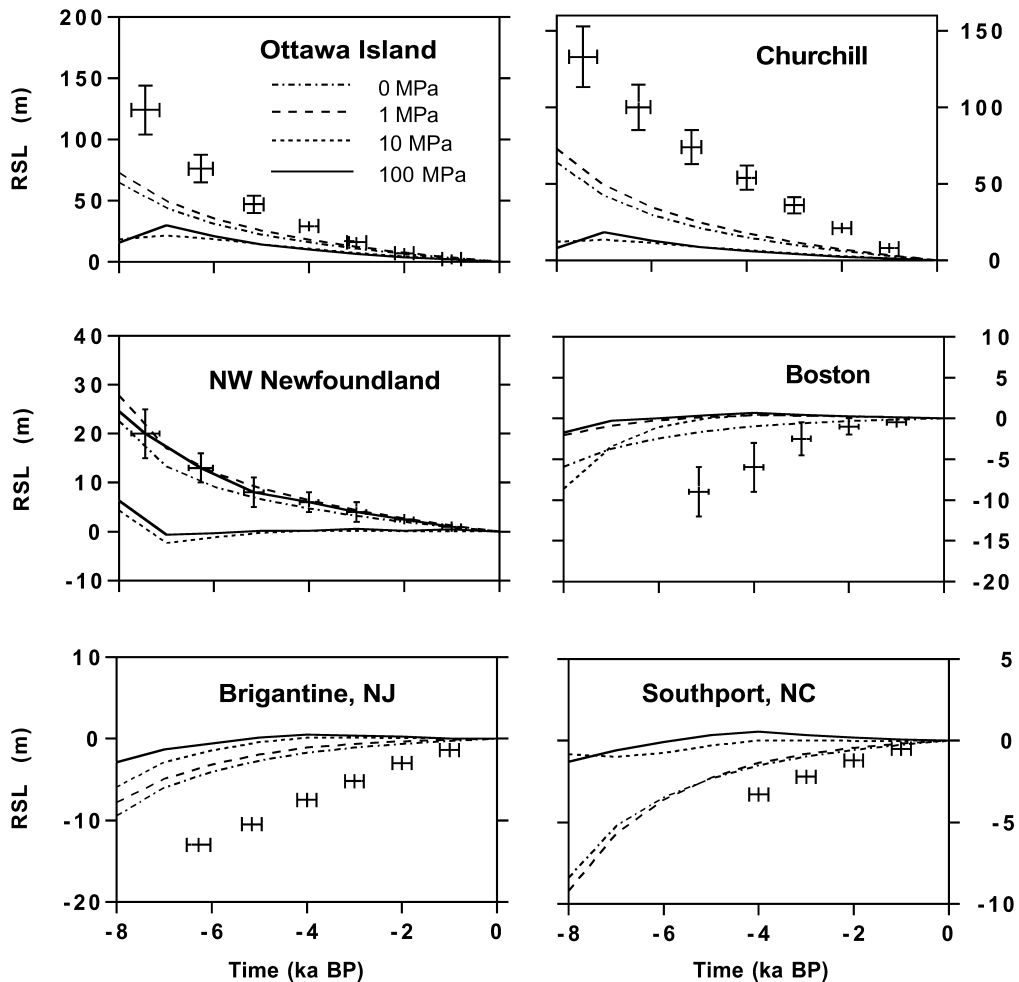 Ottawa Island
0 MPa
1 MPa
10 MPa
100 MPa
RSL (m)
200
150
100
50
0
Churchill
150
100
50
0
NW Newfoundland
RSL (m)
40
30
20
10
0
-10
Boston
10
5
0
-5
-10
-15
-20
Brigantine, NJ
RSL (m)
10
0
-10
-20
-8 -6 -4 -2 0
Time (ka BP)
Southport, NC
5
0
-5
-10
-8 -6 -4 -2 0
Time (ka BP)